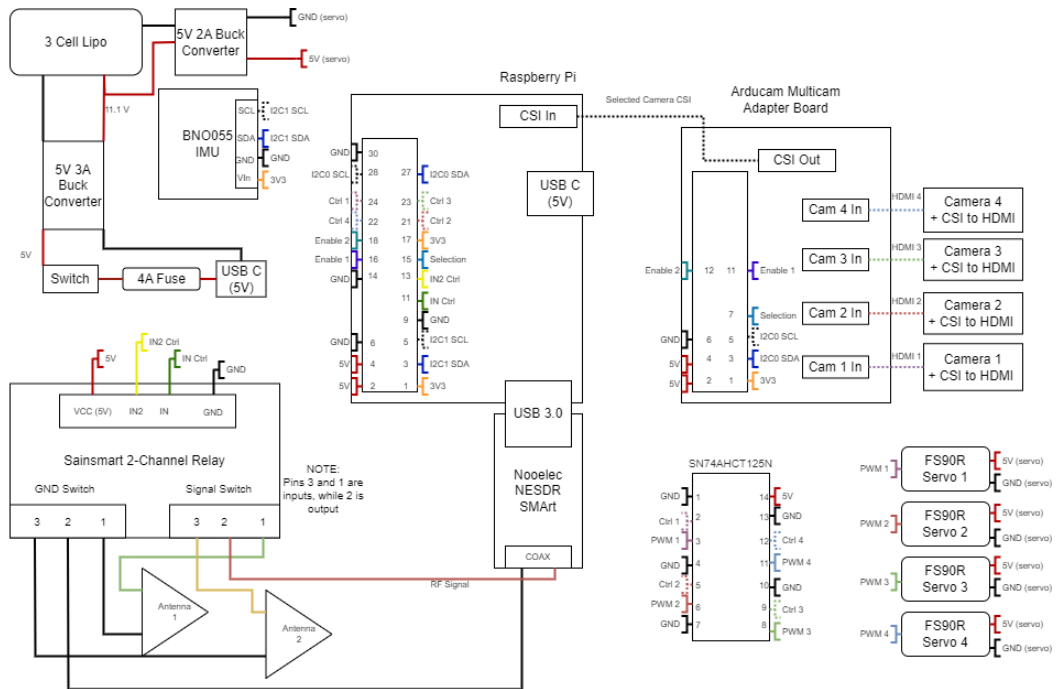 3 Cell Lipo
5V 2A Buck
Converter
GND (servo)
5V (servo)
11.1 V
BNO055
IMU
SCL
SDA
GND
VIn
I2C1 SCL
I2C1 SDA
GND
3V3
5V 3A
Buck
Converter
5V
Switch
4A Fuse
USB C
(5V)
Raspberry Pi
CSI In
USB C
(5V)
GND
30
I2C0 SCL
28
27
I2C0 SDA
Ctrl 1
24
23
Ctrl 3
Ctrl 4
22
21
Ctrl 2
Enable 2
18
17
3V3
Enable 1
16
15
Selection
GND
14
13
IN2 Ctrl
11
IN Ctrl
9
GND
GND
6
5
I2C1 SCL
5V
4
3
I2C1 SDA
5V
2
1
3V3
USB 3.0
Nooelec
NESDR
SMArt
COAX
RF Signal
Selected Camera CSI
Arducam Multicam
Adapter Board
CSI Out
Cam 4 In
HDMI 4
Camera 4
+ CSI to HDMI
Cam 3 In
HDMI 3
Camera 3
+ CSI to HDMI
Cam 2 In
HDMI 2
Camera 2
+ CSI to HDMI
Cam 1 In
HDMI 1
Camera 1
+ CSI to HDMI
Enable 2
12
11
Enable 1
7
Selection
GND
6
5
I2C0 SCL
5V
4
3
I2C0 SDA
5V
2
1
3V3
5V
IN2 Ctrl
IN Ctrl
GND
VCC (5V)
IN2
IN
GND
Sainsmart 2-Channel Relay
GND Switch
Signal Switch
3
2
1
3
2
1
NOTE:
Pins 3 and 1 are
inputs, while 2 is
output
Antenna
1
Antenna
2
SN74AHCT125N
GND
1
14
5V
Ctrl 1
2
13
GND
PWM 1
3
12
Ctrl 4
GND
4
11
PWM 4
Ctrl 2
5
10
GND
PWM 2
6
9
Ctrl 3
GND
7
8
PWM 3
PWM 1
FS90R
Servo 1
5V (servo)
GND (servo)
PWM 2
FS90R
Servo 2
5V (servo)
GND (servo)
PWM 3
FS90R
Servo 3
5V (servo)
GND (servo)
PWM 4
FS90R
Servo 4
5V (servo)
GND (servo)